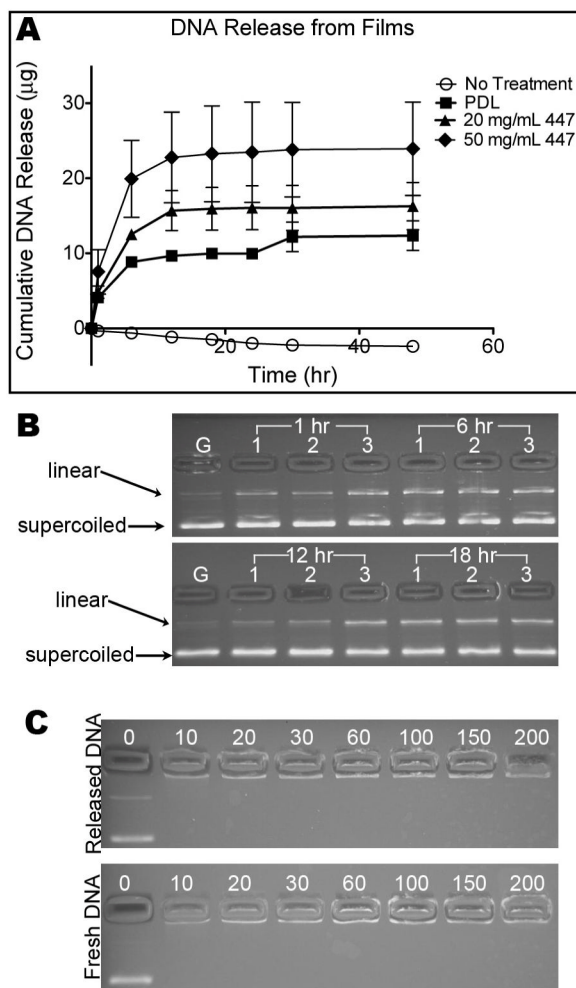 A
DNA Release from Films
Cumulative DNA Release (µg)
30
20
10
0
20
40
60
Time (hr)
No Treatment
PDL
20 mg/mL 447
50 mg/mL 447
B
1 hr 6 hr
G 1 2 3 1 2 3
linear
supercoiled
12 hr 18 hr
G 1 2 3 1 2 3
linear
supercoiled
C
Released DNA
0 10 20 30 60 100 150 200
Fresh DNA
0 10 20 30 60 100 150 200